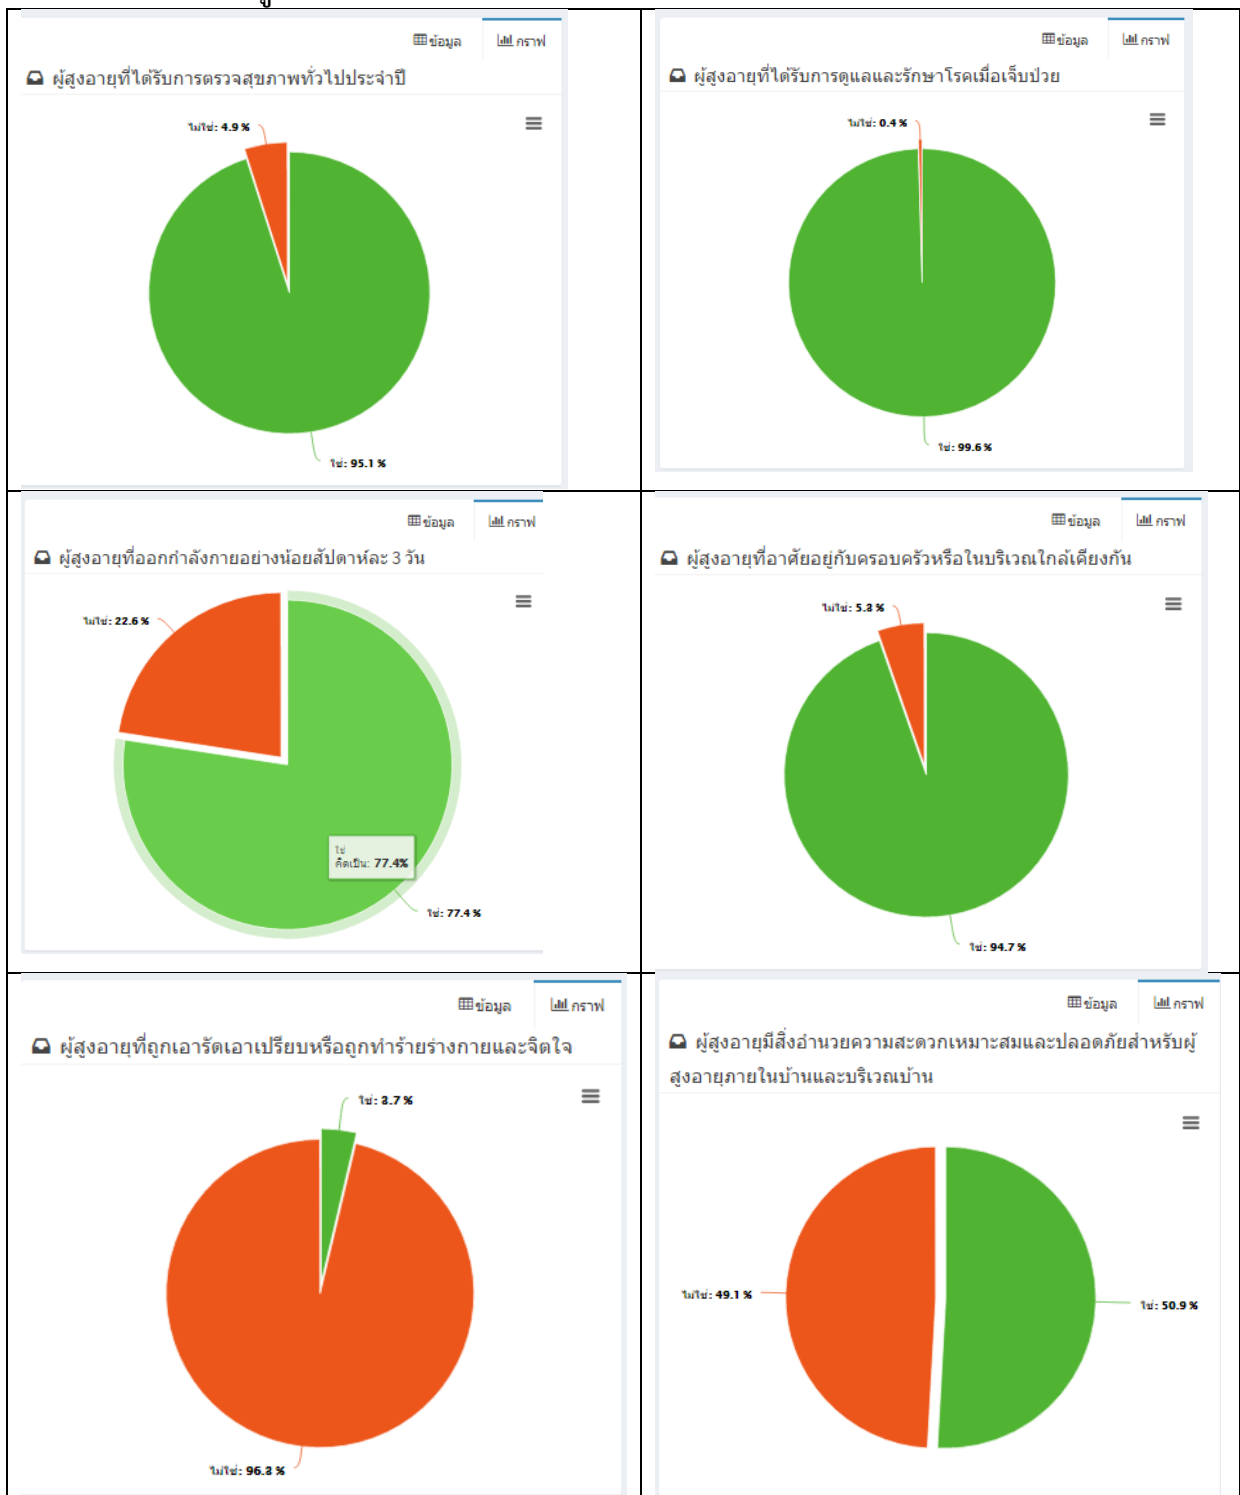 ข้อมูล กราฟ
ผู้สูงอายุที่ได้รับการตรวจสุขภาพทั่วไปประจำปี
ไม่ใช่: 4.9 %
ใช่: 95.1 %
ข้อมูล กราฟ
ผู้สูงอายุที่ได้รับการดูแลและรักษาโรคเมื่อเจ็บป่วย
ไม่ใช่: 0.4 %
ใช่: 99.6 %
ข้อมูล กราฟ
ผู้สูงอายุที่ออกกำลังกายอย่างน้อยสัปดาห์ละ 3 วัน
ไม่ใช่: 22.6 %
ใช่
คิดเป็น: 77.4%
ใช่: 77.4 %
ข้อมูล กราฟ
ผู้สูงอายุที่อาศัยอยู่กับครอบครัวหรือในบริเวณใกล้เคียงกัน
ไม่ใช่: 5.3 %
ใช่: 94.7 %
ข้อมูล กราฟ
ผู้สูงอายุที่ถูกเอารัดเอาเปรียบหรือถูกทำร้ายร่างกายและจิตใจ
ใช่: 3.7 %
ไม่ใช่: 96.3 %
ข้อมูล กราฟ
ผู้สูงอายุมีสิ่งอำนวยความสะดวกเหมาะสมและปลอดภัยสำหรับผู้
สูงอายุภายในบ้านและบริเวณบ้าน
ไม่ใช่: 49.1 %
ใช่: 50.9 %